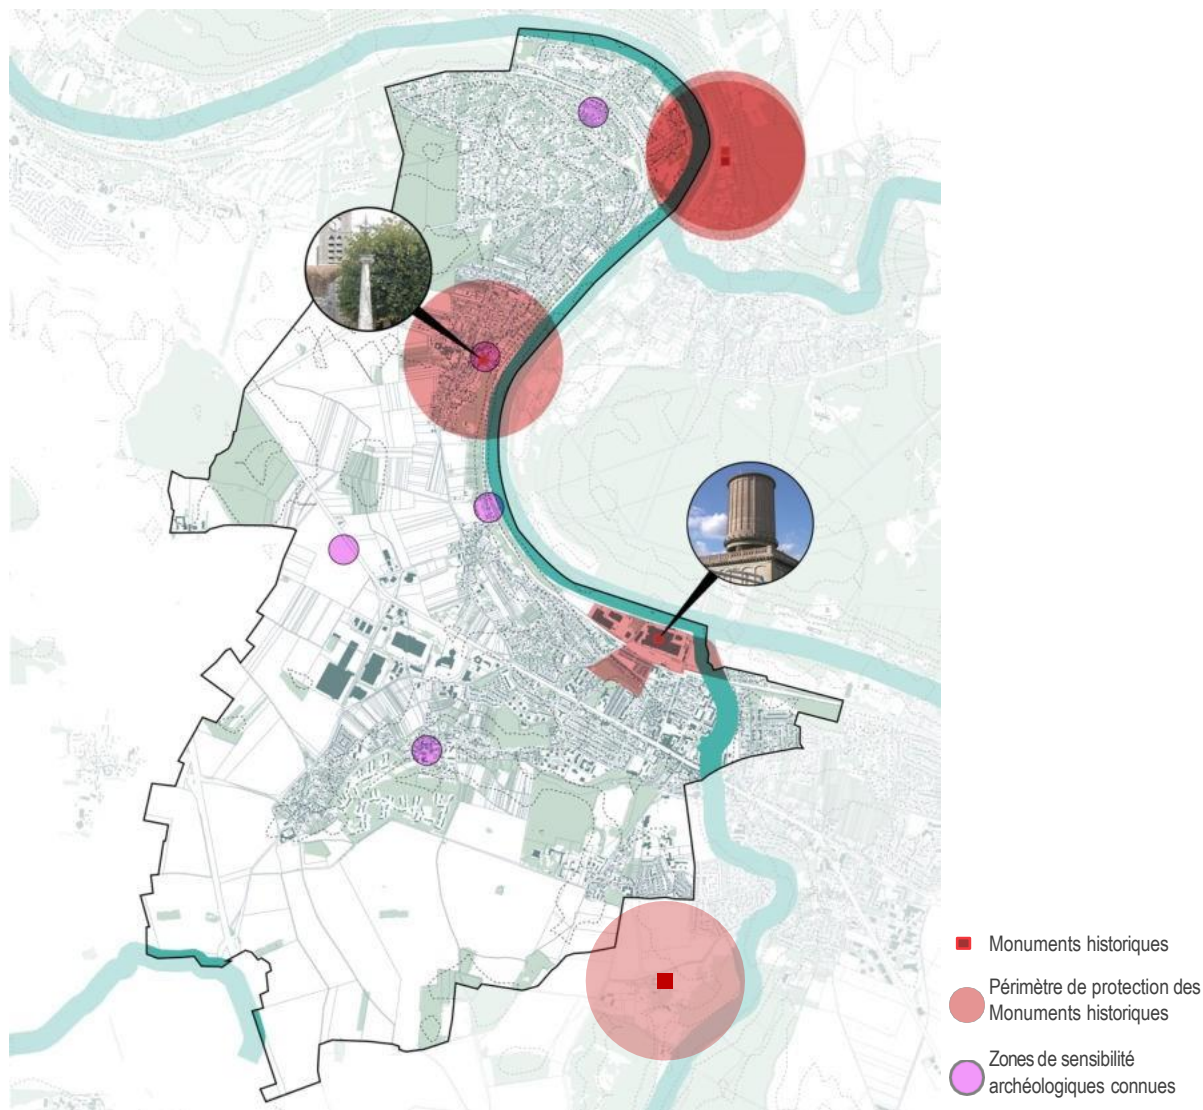 Monuments historiques
Périmètre de protection des
Monuments historiques
Zones de sensibilité
archéologiques connues